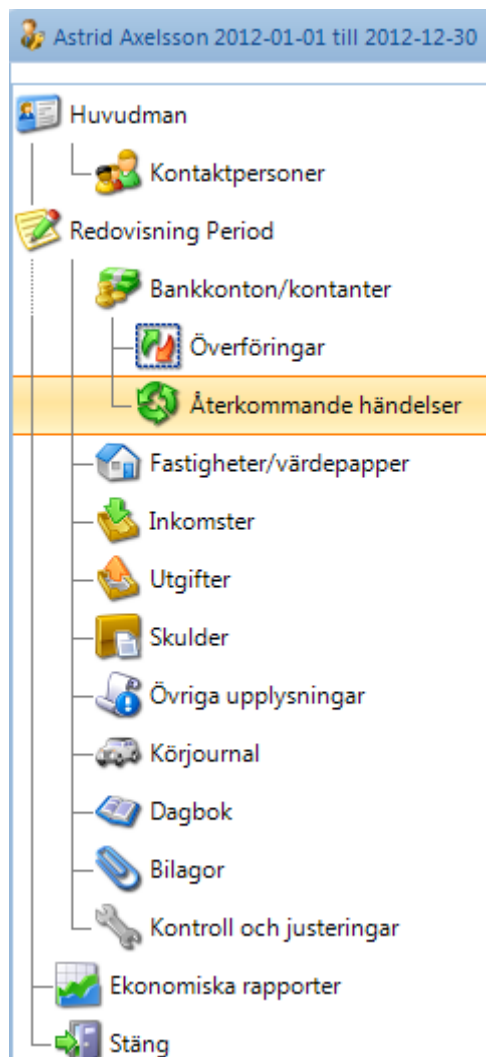 Astrid Axelsson 2012-01-01 till 2012-12-30
Huvudman
Kontaktpersoner
Redovisning Period
Bankkonton/kontanter
Överföringar
Återkommande händelser
Fastigheter/värdepapper
Inkomster
Utgifter
Skulder
Övriga upplysningar
Körjournal
Dagbok
Bilagor
Kontroll och justeringar
Ekonomiska rapporter
Stäng